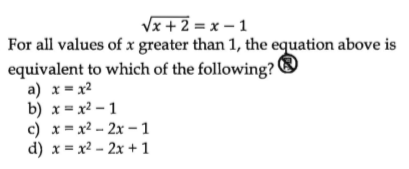 √x + 2 = x – 1
For all values of x greater than 1, the equation above is
equivalent to which of the following?
a) x = x²
b) x = x² – 1
c) x = x² – 2x – 1
d) x = x² – 2x + 1